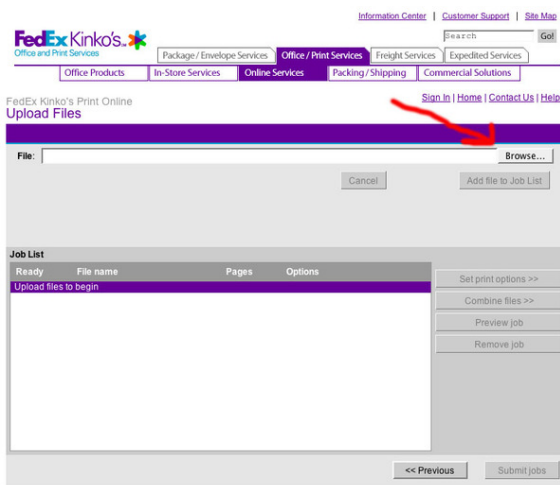 Information Center | Customer Support | Site Map
FedEx Kinko's
Office and Print Services
Search Go!
Package / Envelope Services Office / Print Services Freight Services Expedited Services
Office Products In-Store Services Online Services Packing / Shipping Commercial Solutions
FedEx Kinko's Print Online
Sign In | Home | Contact Us | Help
Upload Files
File: Browse...
Cancel Add file to Job List
Job List
Ready File name Pages Options
Upload files to begin
Set print options >>
Combine files >>
Preview job
Remove job
<< Previous Submit jobs